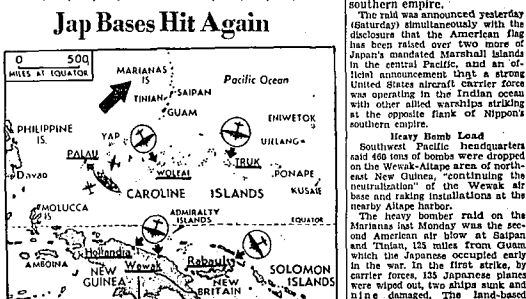 Jap Bases Hit Again
0 500
MILES AT EQUATOR
MARIANAS
IS
TINIAN
SAIPAN
GUAM
Pacific Ocean
ENIWETOK
UJELANG
PHILIPPINE
IS.
YAP
PALAU
WOLEAI
TRUK
PONAPE
KUSAIE
Davao
CAROLINE ISLANDS
MOLUCCA
IS
ADMIRALTY
ISLANDS
EQUATOR
AMBOINA
Hollandia
Wewak
Rabaul
NEW
GUINEA
NEW
BRITAIN
SOLOMON
ISLANDS
southern empire.
The raid was announced yesterday
(Saturday) simultaneously with the
disclosure that the American flag
has been raised over two more of
Japan's mandated Marshall islands
in the central Pacific, and an of-
ficial announcement that a strong
United States aircraft carrier force
was operating in the Indian ocean
with other allied warships striking
at the opposite flank of Nippon's
southern empire.
Heavy Bomb Load
Southwest Pacific headquarters
said 460 tons of bombs were dropped
on the Wewak-Aitape area of north-
east New Guinea, "continuing the
neutralization" of the Wewak air
base and raking installations at the
nearby Aitape harbor.
The heavy bomber raid on the
Marianas last Monday was the sec-
ond American air blow at Saipan
and Tinian, 125 miles from Guam
which the Japanese occupied early
in the war. In the first strike, by
carrier forces, 135 Japanese planes
were wiped out, two ships sunk and
nine damaged. The land-based